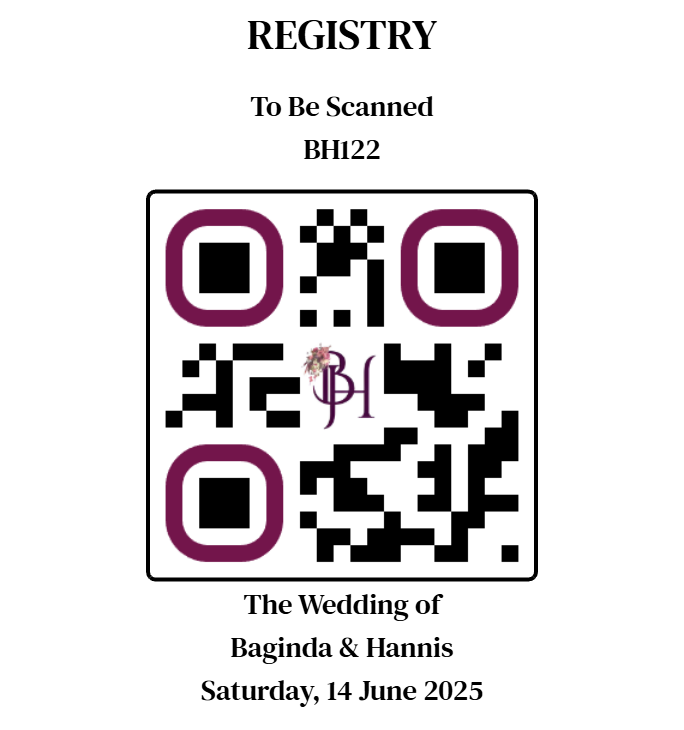 REGISTRY
To Be Scanned
BH122
BH
The Wedding of
Baginda & Hannis
Saturday, 14 June 2025